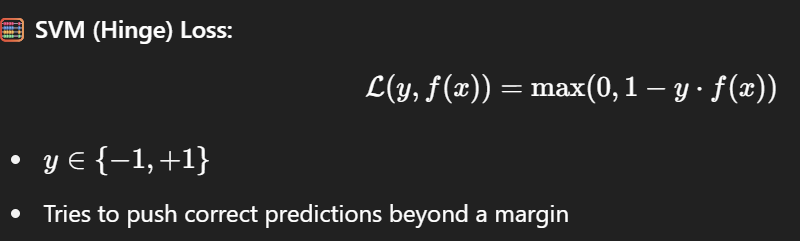 🧮 SVM (Hinge) Loss:
ℒ(y, f(x)) = max(0, 1 − y · f(x))
• y ∈ {−1, +1}
• Tries to push correct predictions beyond a margin